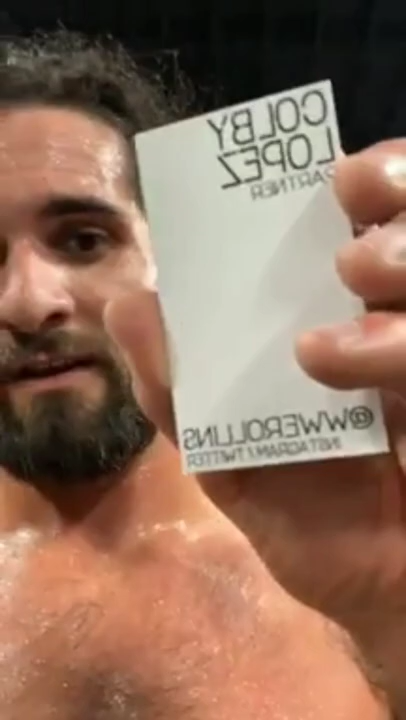 COLBY
LOPEZ
PARTNER
@WWEROLLINS
INSTAGRAM / TWITTER